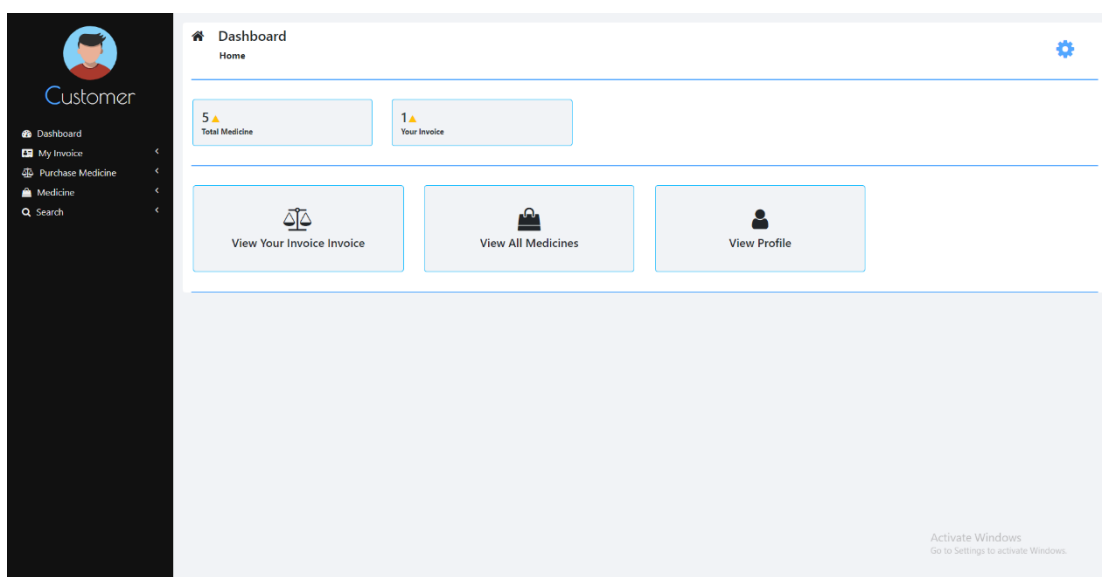 Customer
Dashboard
My Invoice
Purchase Medicine
Medicine
Search
Dashboard
Home
5
Total Medicine
1
Your Invoice
View Your Invoice Invoice
View All Medicines
View Profile
Activate Windows
Go to Settings to activate Windows.